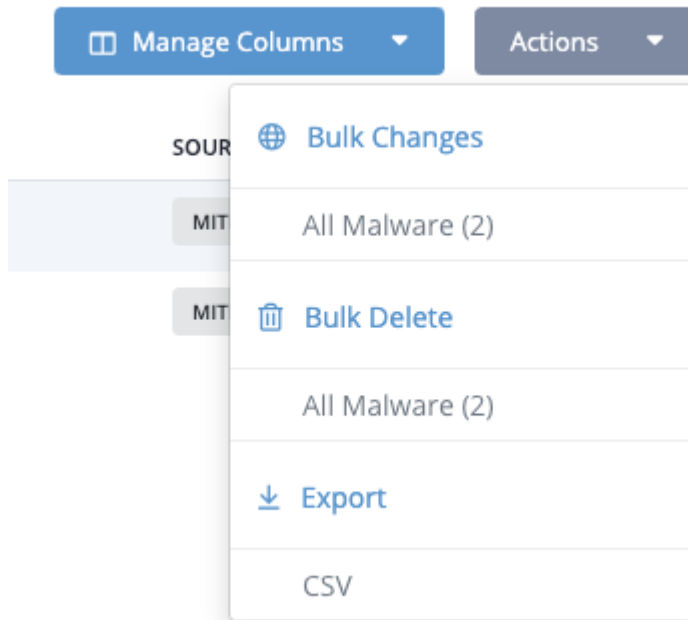 Manage Columns
Actions
SOUR
Bulk Changes
MIT
All Malware (2)
MIT
Bulk Delete
All Malware (2)
Export
CSV